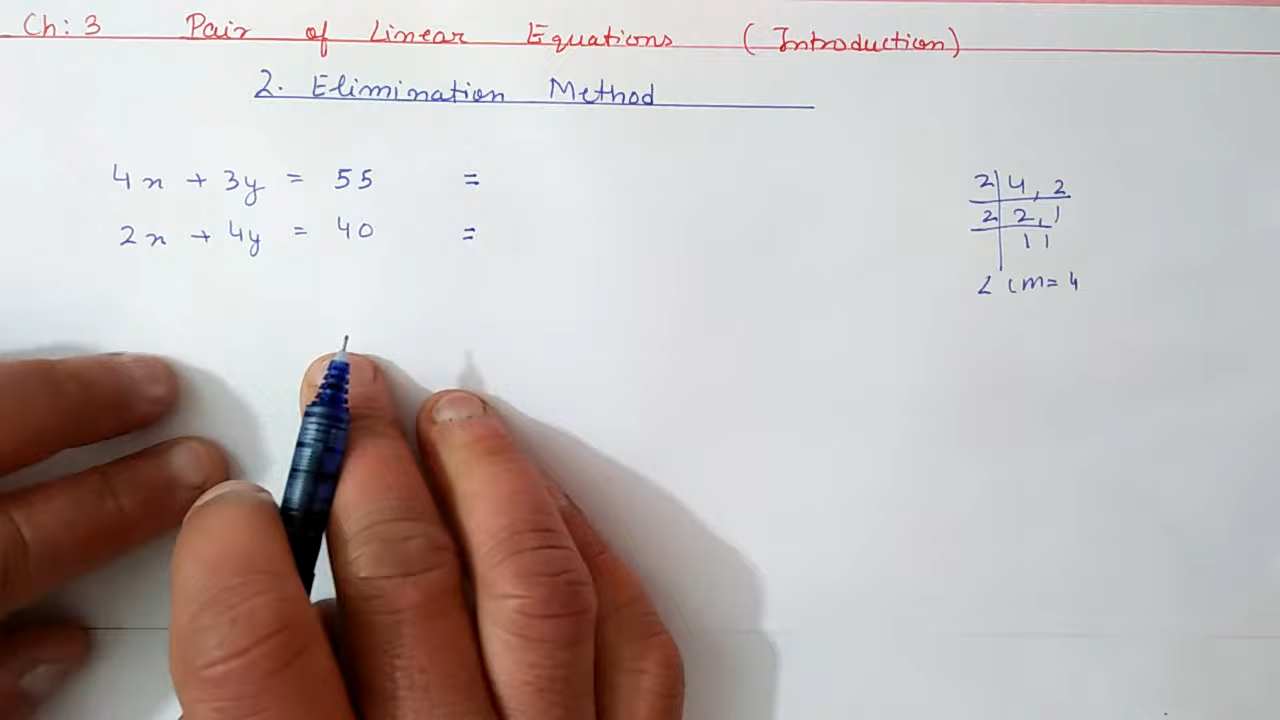 Ch: 3 Pair of Linear Equations (Introduction)
2. Elimination Method
4x + 3y = 55 =
2x + 4y = 40 =
2 | 4, 2
2 | 2, 1
| 1 1
LCM = 4